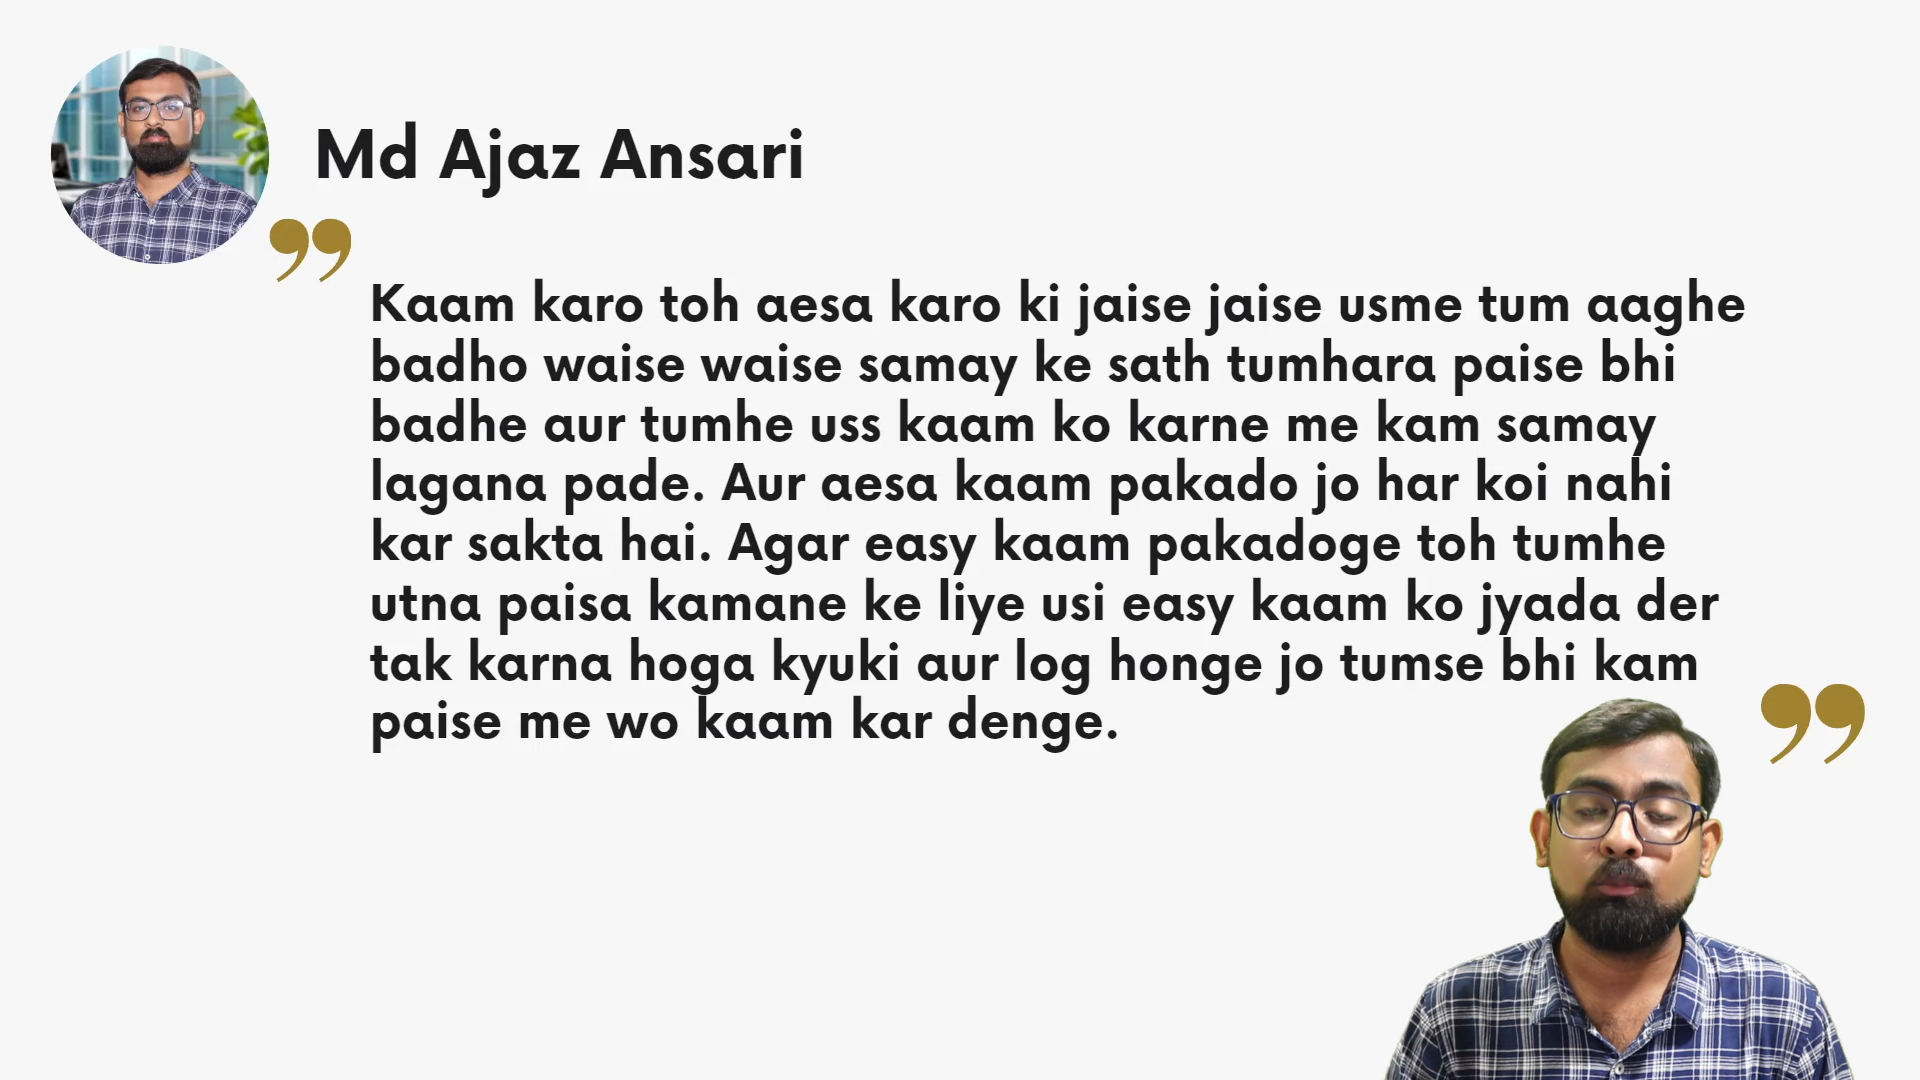 Md Ajaz Ansari
Kaam karo toh aesa karo ki jaise jaise usme tum aaghe
badho waise waise samay ke sath tumhara paise bhi
badhe aur tumhe uss kaam ko karne me kam samay
lagana pade. Aur aesa kaam pakado jo har koi nahi
kar sakta hai. Agar easy kaam pakadoge toh tumhe
utna paisa kamane ke liye usi easy kaam ko jyada der
tak karna hoga kyuki aur log honge jo tumse bhi kam
paise me wo kaam kar denge.